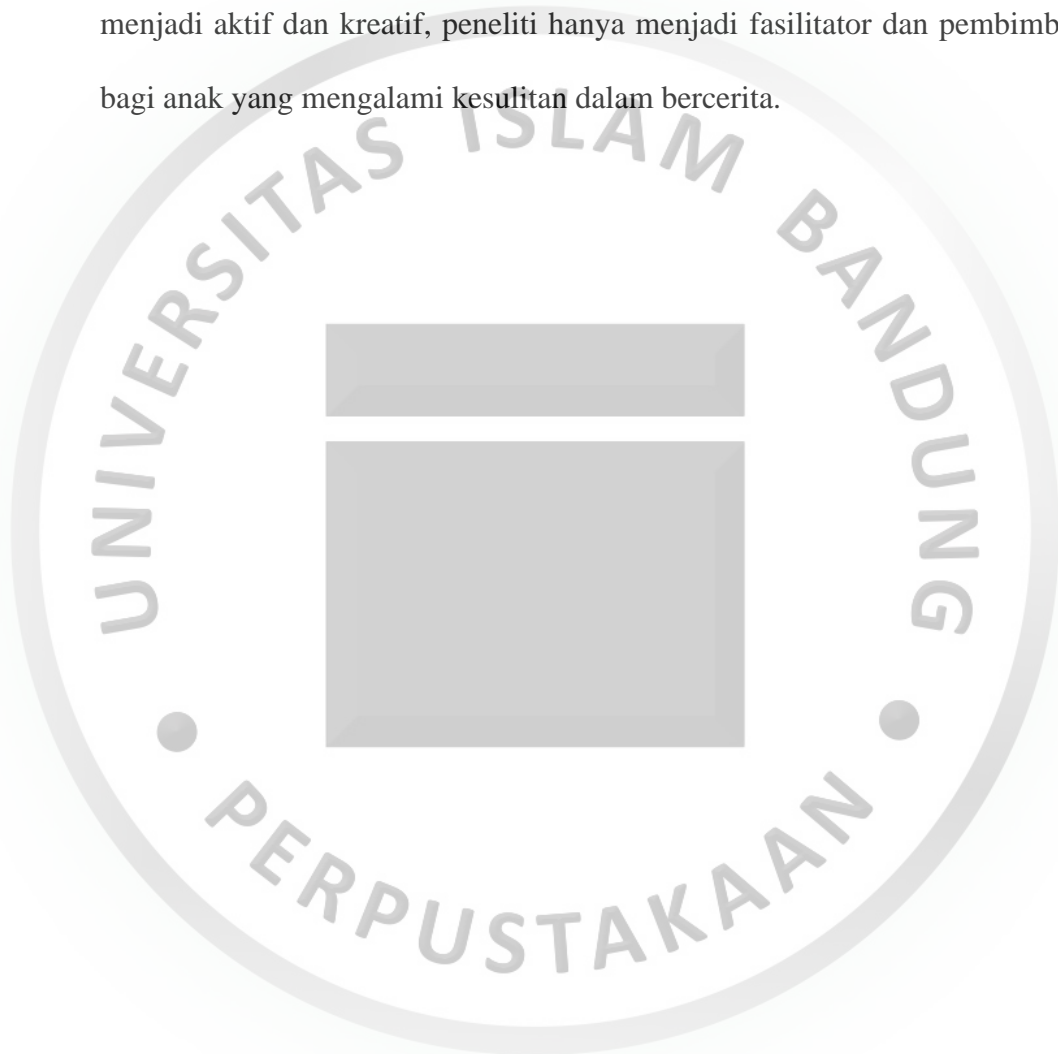 menjadi aktif dan kreatif, peneliti hanya menjadi fasilitator dan pembimb
bagi anak yang mengalami kesulitan dalam bercerita.
UNIVERSITAS ISLAM BANDUNG
PERPUSTAKAAN